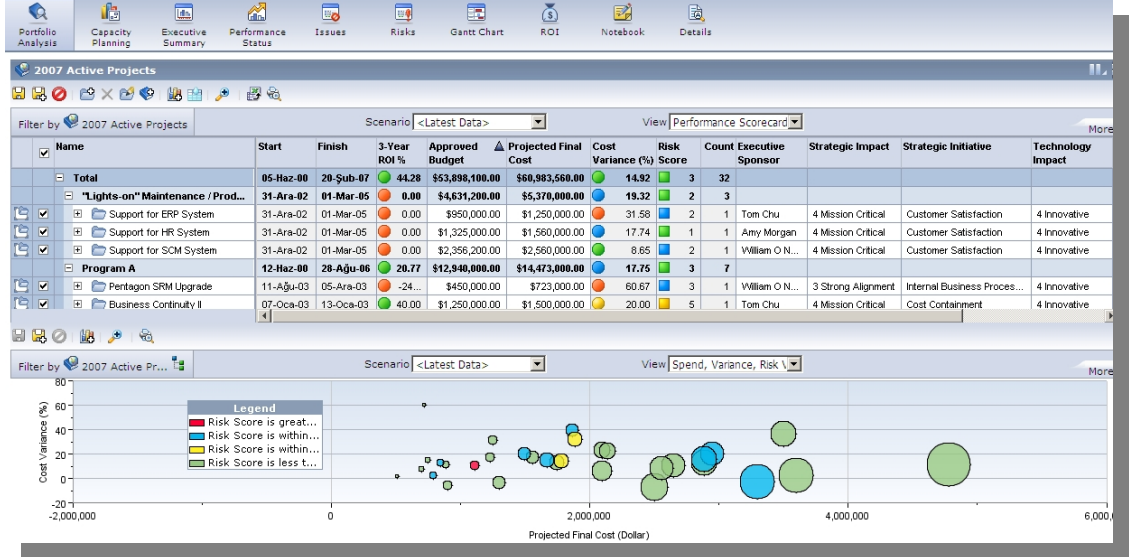 Portfolio Analysis Capacity Planning Executive Summary Performance Status Issues Risks Gantt Chart ROI Notebook Details
2007 Active Projects
Filter by 2007 Active Projects Scenario <Latest Data> View Performance Scorecard More
Name Start Finish 3-Year ROI % Approved Budget Projected Final Cost Cost Variance (%) Risk Score Count Executive Sponsor Strategic Impact Strategic Initiative Technology Impact
Total 05-Haz-00 20-Şub-07 44.28 $53,898,100.00 $60,983,560.00 14.92 3 32
"Lights-on" Maintenance / Prod... 31-Ara-02 01-Mar-05 0.00 $4,631,200.00 $5,370,000.00 19.32 2 3
Support for ERP System 31-Ara-02 01-Mar-05 0.00 $950,000.00 $1,250,000.00 31.58 2 1 Tom Chu 4 Mission Critical Customer Satisfaction 4 Innovative
Support for HR System 31-Ara-02 01-Mar-05 0.00 $1,325,000.00 $1,560,000.00 17.74 1 1 Amy Morgan 4 Mission Critical Customer Satisfaction 4 Innovative
Support for SCM System 31-Ara-02 01-Mar-05 0.00 $2,356,200.00 $2,560,000.00 8.65 2 1 William O N... 4 Mission Critical Customer Satisfaction 4 Innovative
Program A 12-Haz-00 28-Ağu-06 20.77 $12,940,000.00 $14,473,000.00 17.75 3 7
Pentagon SRM Upgrade 11-Ağu-03 05-Ara-03 -24... $450,000.00 $723,000.00 60.67 3 1 William O N... 3 Strong Alignment Internal Business Proces... 4 Innovative
Business Continuity II 07-Oca-03 13-Oca-03 40.00 $1,250,000.00 $1,500,000.00 20.00 5 1 Tom Chu 4 Mission Critical Cost Containment 4 Innovative
Filter by 2007 Active Pr... Scenario <Latest Data> View Spend, Variance, Risk More
80
60
40
20
0
-20
Cost Variance (%)
Legend
Risk Score is great...
Risk Score is within...
Risk Score is within...
Risk Score is less t...
-2,000,000 0 2,000,000 4,000,000 6,000,
Projected Final Cost (Dollar)